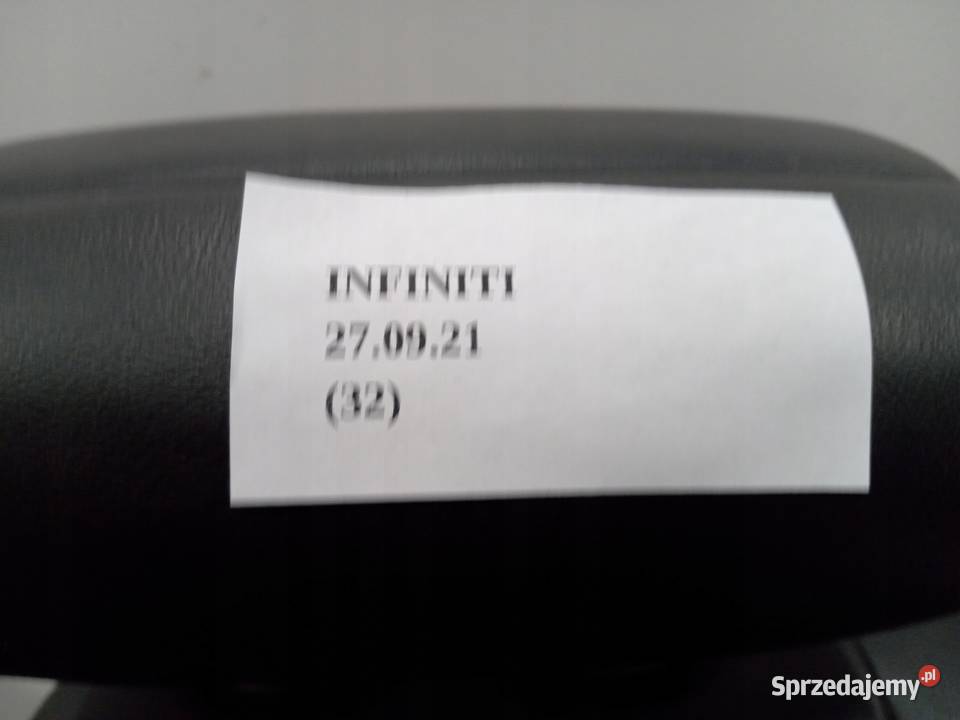 INFINITI
27.09.21
(32)
Sprzedajemy.pl